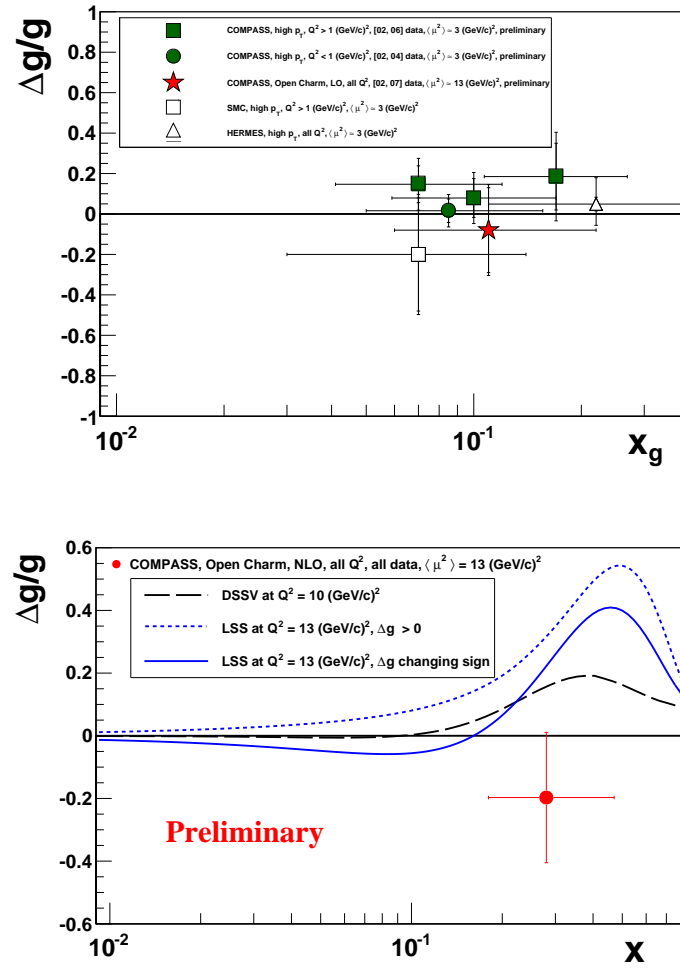 Δg/g
1
0.8
0.6
0.4
0.2
0
-0.2
-0.4
-0.6
-0.8
-1
COMPASS, high p_T, Q² > 1 (GeV/c)², [02, 06] data, ⟨μ²⟩ ≈ 3 (GeV/c)², preliminary
COMPASS, high p_T, Q² < 1 (GeV/c)², [02, 04] data, ⟨μ²⟩ ≈ 3 (GeV/c)², preliminary
COMPASS, Open Charm, LO, all Q², [02, 07] data, ⟨μ²⟩ ≈ 13 (GeV/c)², preliminary
SMC, high p_T, Q² > 1 (GeV/c)², ⟨μ²⟩ ≈ 3 (GeV/c)²
HERMES, high p_T, all Q², ⟨μ²⟩ ≈ 3 (GeV/c)²
10⁻² 10⁻¹
x_g
Δg/g
0.6
0.4
0.2
0
-0.2
-0.4
-0.6
COMPASS, Open Charm, NLO, all Q², all data, ⟨μ²⟩ = 13 (GeV/c)²
DSSV at Q² = 10 (GeV/c)²
LSS at Q² = 13 (GeV/c)², Δg > 0
LSS at Q² = 13 (GeV/c)², Δg changing sign
Preliminary
10⁻² 10⁻¹
x